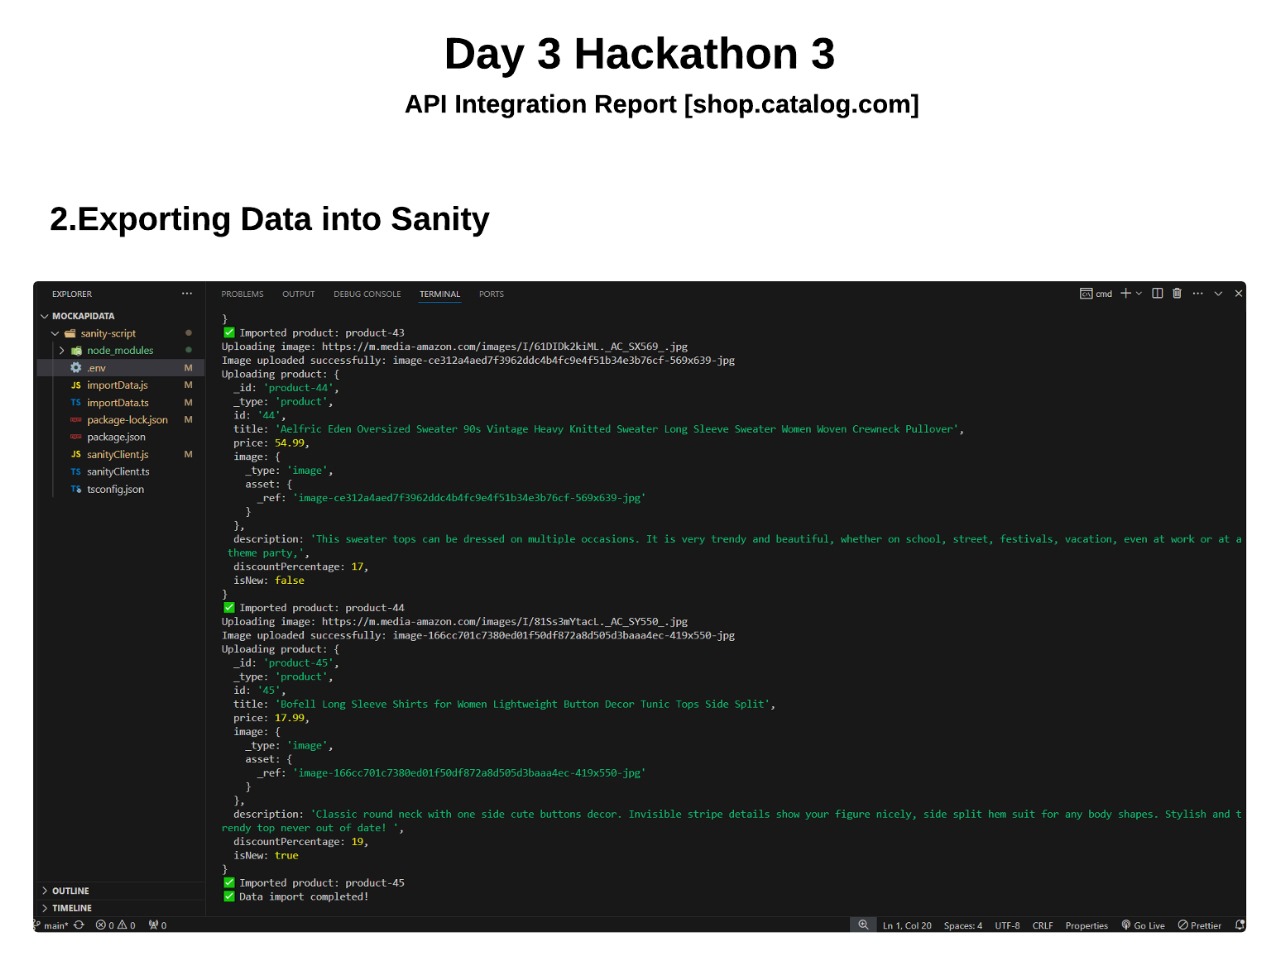 Day 3 Hackathon 3
API Integration Report [shop.catalog.com]
2.Exporting Data into Sanity
EXPLORER
MOCKAPIDATA
sanity-script
node_modules
.env M
JS importData.js M
TS importData.ts M
package-lock.json M
package.json
JS sanityClient.js M
TS sanityClient.ts
tsconfig.json
OUTLINE
TIMELINE
PROBLEMS OUTPUT DEBUG CONSOLE TERMINAL PORTS
cmd
}
✅ Imported product: product-43
Uploading image: https://m.media-amazon.com/images/I/61DIDk2kiML._AC_SX569_.jpg
Image uploaded successfully: image-ce312a4aed7f3962ddc4b4fc9e4f51b34e3b76cf-569x639-jpg
Uploading product: {
_id: 'product-44',
_type: 'product',
id: '44',
title: 'Aelfric Eden Oversized Sweater 90s Vintage Heavy Knitted Sweater Long Sleeve Sweater Women Woven Crewneck Pullover',
price: 54.99,
image: {
_type: 'image',
asset: {
_ref: 'image-ce312a4aed7f3962ddc4b4fc9e4f51b34e3b76cf-569x639-jpg'
}
},
description: 'This sweater tops can be dressed on multiple occasions. It is very trendy and beautiful, whether on school, street, festivals, vacation, even at work or at a
theme party,',
discountPercentage: 17,
isNew: false
}
✅ Imported product: product-44
Uploading image: https://m.media-amazon.com/images/I/81Ss3mYtacL._AC_SY550_.jpg
Image uploaded successfully: image-166cc701c7380ed01f50df872a8d505d3baaa4ec-419x550-jpg
Uploading product: {
_id: 'product-45',
_type: 'product',
id: '45',
title: 'Bofell Long Sleeve Shirts for Women Lightweight Button Decor Tunic Tops Side Split',
price: 17.99,
image: {
_type: 'image',
asset: {
_ref: 'image-166cc701c7380ed01f50df872a8d505d3baaa4ec-419x550-jpg'
}
},
description: 'Classic round neck with one side cute buttons decor. Invisible stripe details show your figure nicely, side split hem suit for any body shapes. Stylish and t
rendy top never out of date! ',
discountPercentage: 19,
isNew: true
}
✅ Imported product: product-45
✅ Data import completed!
main* 0 0 0 Ln 1, Col 20 Spaces: 4 UTF-8 CRLF Properties Go Live Prettier